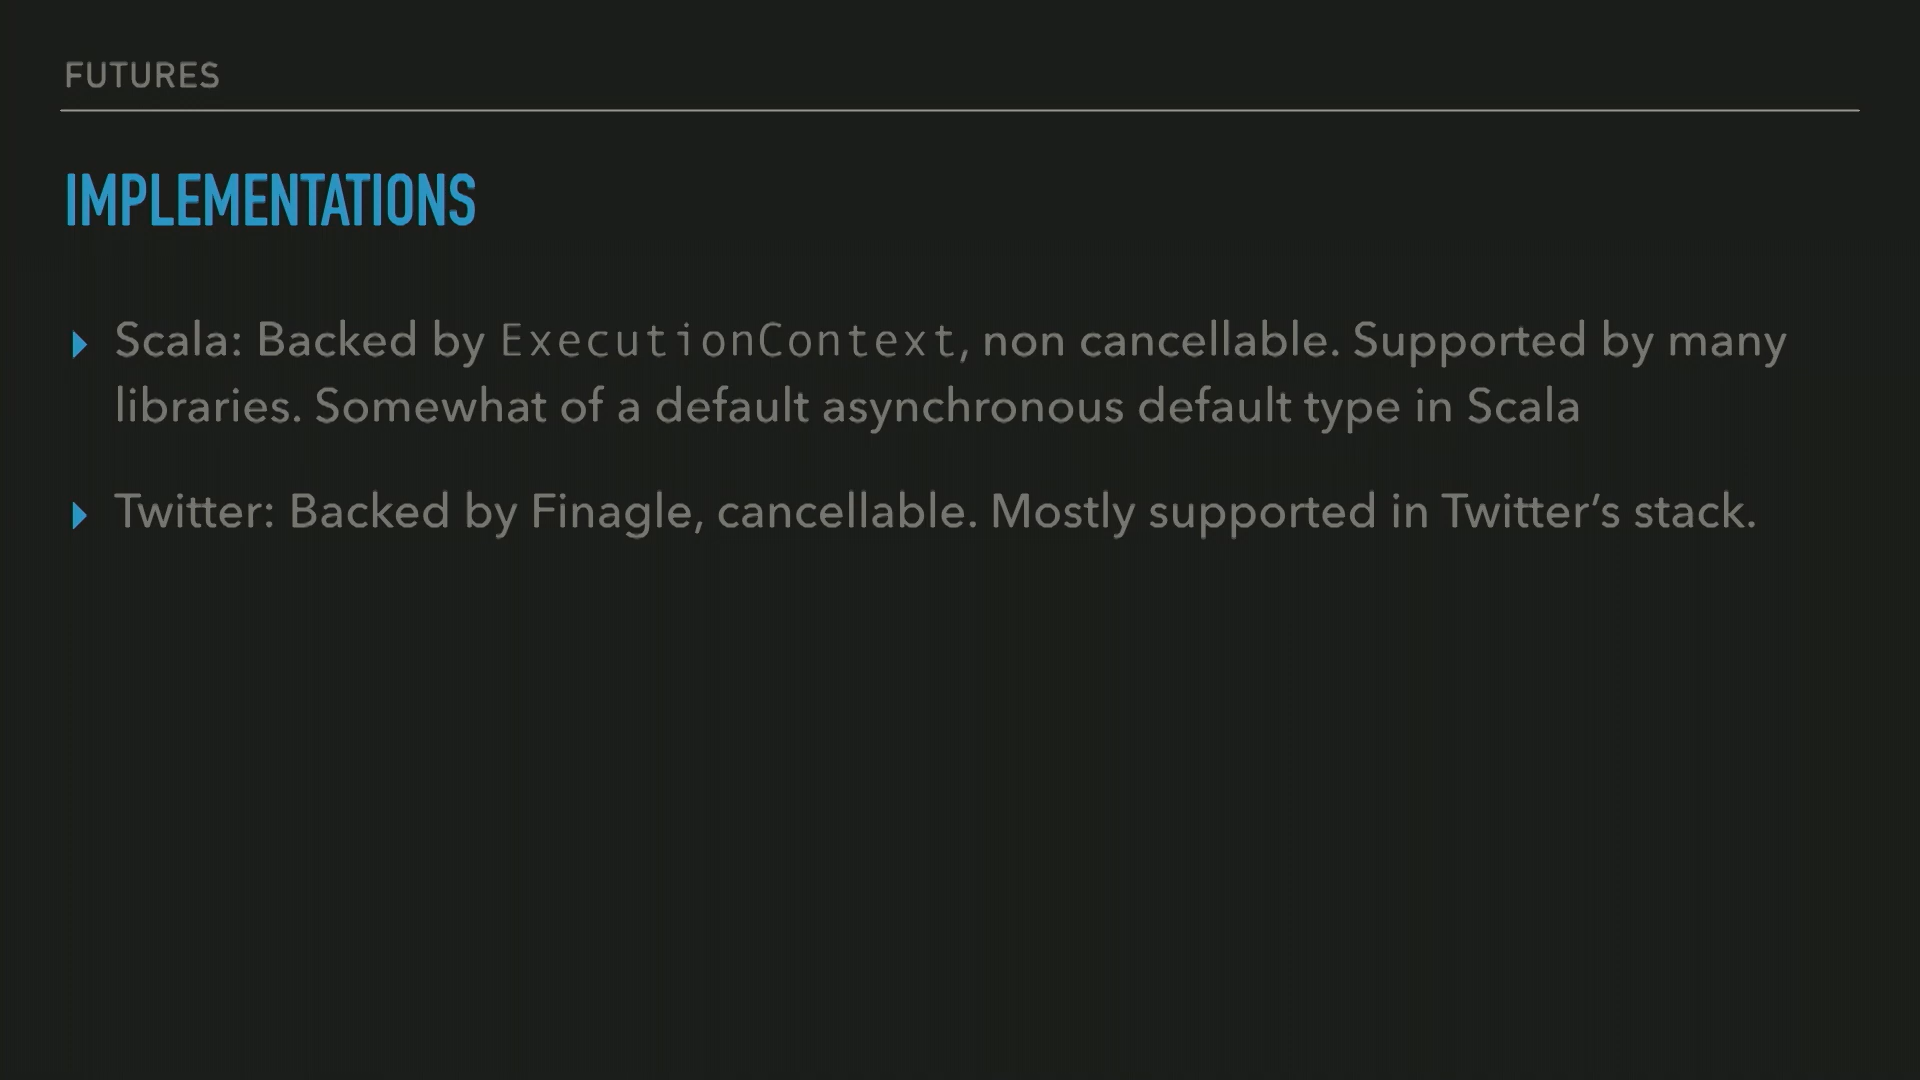 FUTURES
IMPLEMENTATIONS
Scala: Backed by ExecutionContext, non cancellable. Supported by many
libraries. Somewhat of a default asynchronous default type in Scala
Twitter: Backed by Finagle, cancellable. Mostly supported in Twitter’s stack.